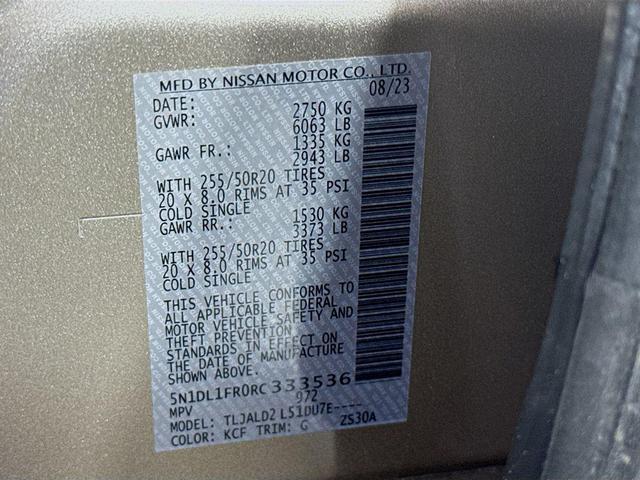 MFD BY NISSAN MOTOR CO., LTD.
DATE: 08/23
GVWR: 2750 KG
6063 LB
GAWR FR.: 1335 KG
2943 LB
WITH 255/50R20 TIRES
20 X 8.0 RIMS AT 35 PSI
COLD SINGLE
GAWR RR.: 1530 KG
3373 LB
WITH 255/50R20 TIRES
20 X 8.0 RIMS AT 35 PSI
COLD SINGLE
THIS VEHICLE CONFORMS TO
ALL APPLICABLE FEDERAL
MOTOR VEHICLE SAFETY AND
THEFT PREVENTION
STANDARDS IN EFFECT ON
THE DATE OF MANUFACTURE
SHOWN ABOVE.
5N1DL1FR0RC333536
MPV 972
MODEL: TLJALD2 L51DU7E----
COLOR: KCF TRIM: G ZS30A